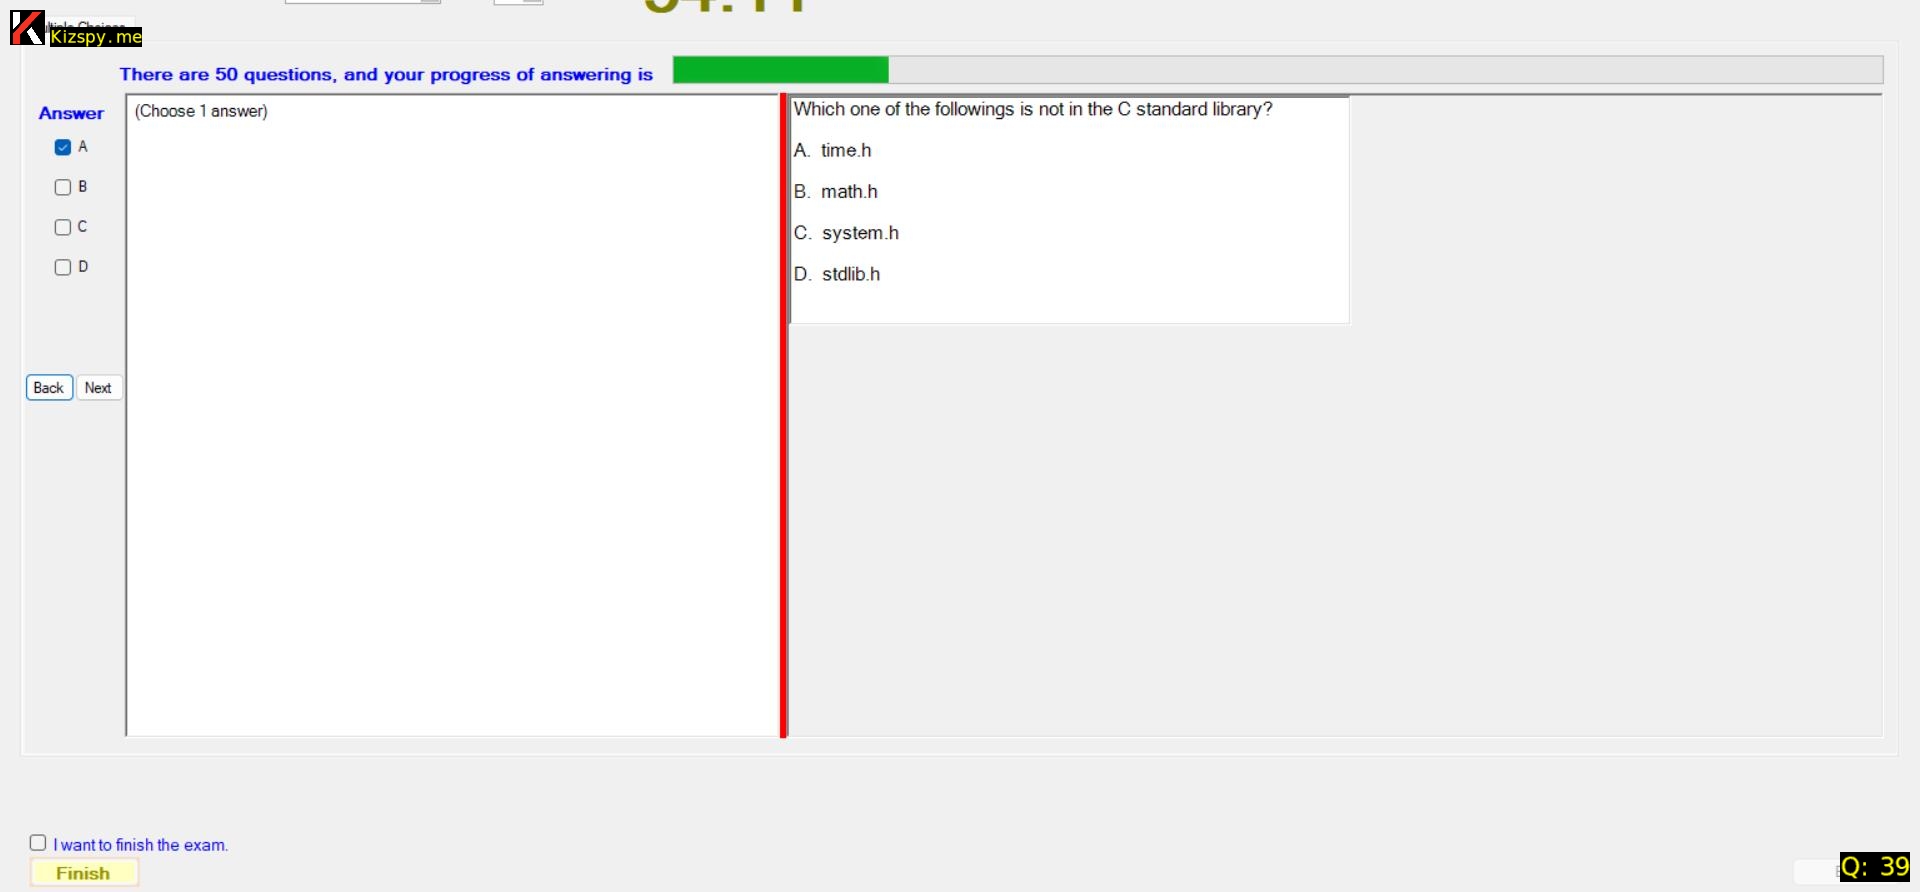 Kizspy.me
There are 50 questions, and your progress of answering is
Answer
(Choose 1 answer)
A
B
C
D
Back Next
Which one of the followings is not in the C standard library?
A. time.h
B. math.h
C. system.h
D. stdlib.h
I want to finish the exam.
Finish
Q: 39